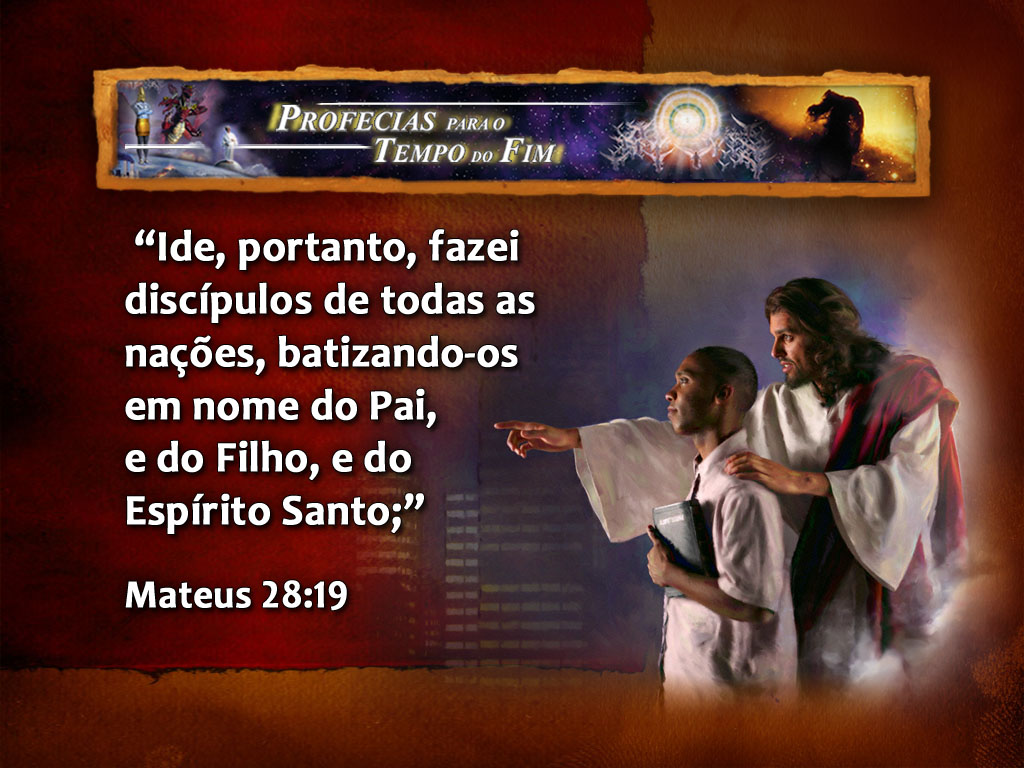 PROFECIAS PARA O
TEMPO DO FIM
“Ide, portanto, fazei
discípulos de todas as
nações, batizando-os
em nome do Pai,
e do Filho, e do
Espírito Santo;”
Mateus 28:19